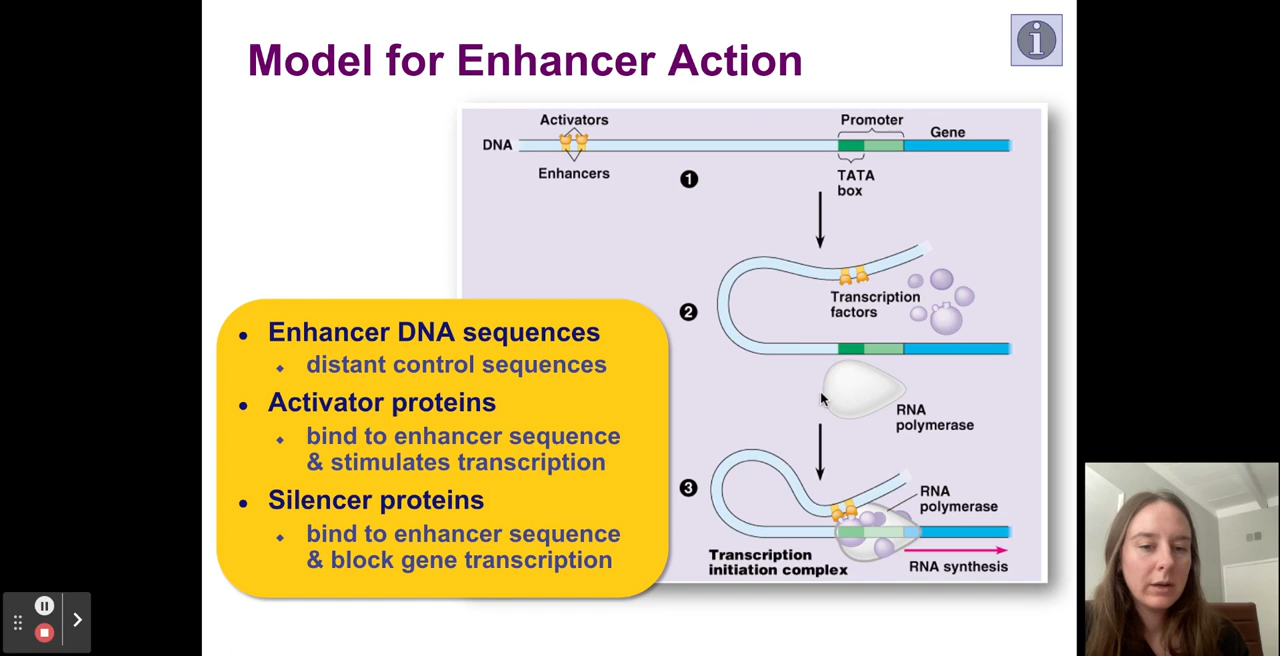 Model for Enhancer Action
i
Activators
Promoter
Gene
DNA
Enhancers
TATA
box
1
2
Transcription
factors
RNA
polymerase
3
RNA
polymerase
Transcription
initiation complex
RNA synthesis
• Enhancer DNA sequences
◆ distant control sequences
• Activator proteins
◆ bind to enhancer sequence
& stimulates transcription
• Silencer proteins
◆ bind to enhancer sequence
& block gene transcription